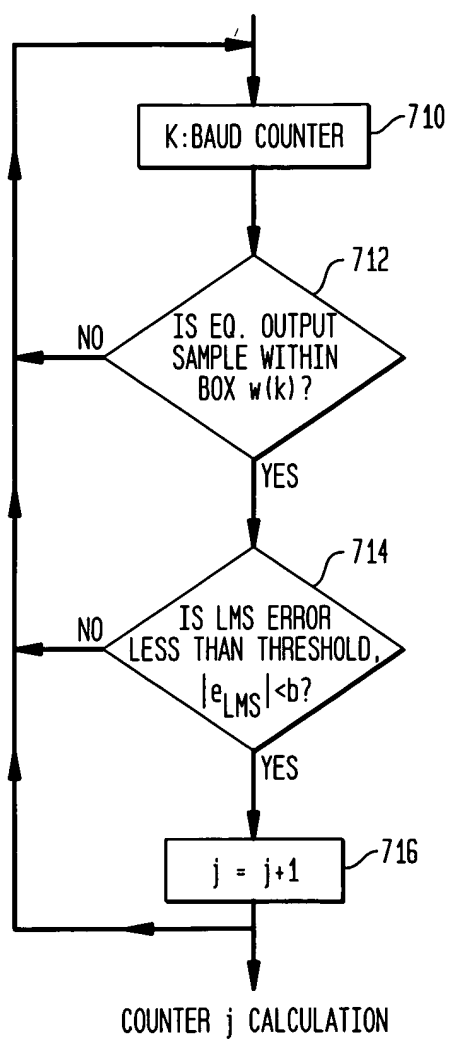 K:BAUD COUNTER
710
712
IS EQ. OUTPUT
SAMPLE WITHIN
BOX w(k)?
NO
YES
714
IS LMS ERROR
LESS THAN THRESHOLD,
|eLMS|<b?
NO
YES
j = j+1
716
COUNTER j CALCULATION